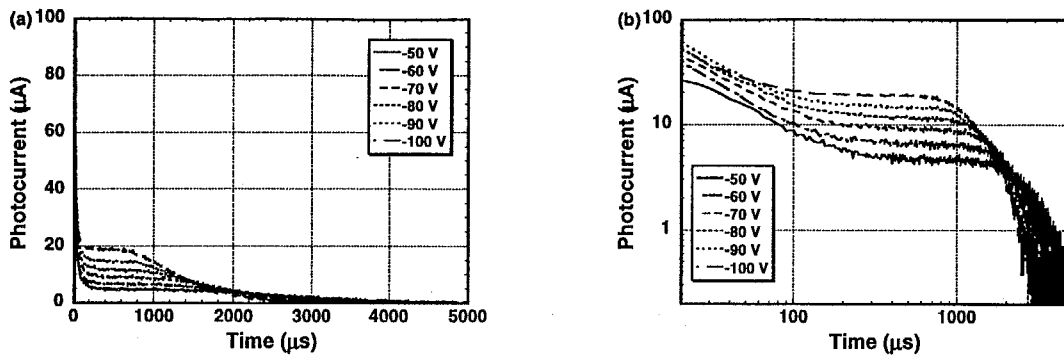 (a)
100
80
60
40
20
0
Photocurrent (μA)
0 1000 2000 3000 4000 5000
Time (μs)
-50 V
-60 V
-70 V
-80 V
-90 V
-100 V
(b)
100
10
1
Photocurrent (μA)
100 1000
Time (μs)
-50 V
-60 V
-70 V
-80 V
-90 V
-100 V